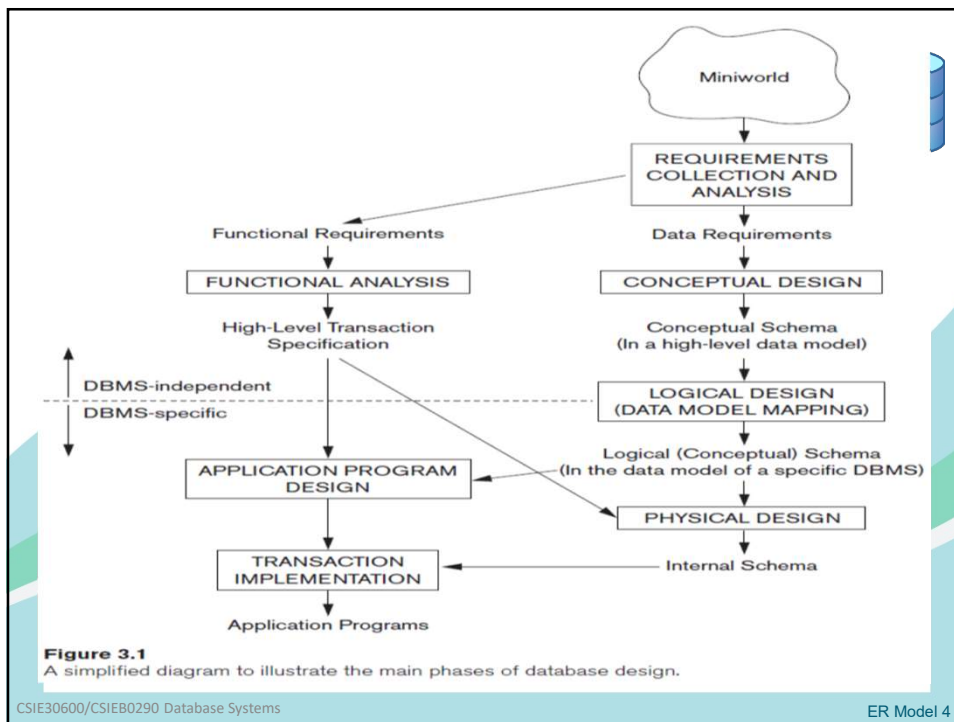 Miniworld
REQUIREMENTS
COLLECTION AND
ANALYSIS
Functional Requirements
Data Requirements
FUNCTIONAL ANALYSIS
CONCEPTUAL DESIGN
High-Level Transaction
Specification
Conceptual Schema
(In a high-level data model)
DBMS-independent
LOGICAL DESIGN
(DATA MODEL MAPPING)
DBMS-specific
Logical (Conceptual) Schema
(In the data model of a specific DBMS)
APPLICATION PROGRAM
DESIGN
PHYSICAL DESIGN
TRANSACTION
IMPLEMENTATION
Internal Schema
Application Programs
Figure 3.1
A simplified diagram to illustrate the main phases of database design.
CSIE30600/CSIEB0290 Database Systems
ER Model 4